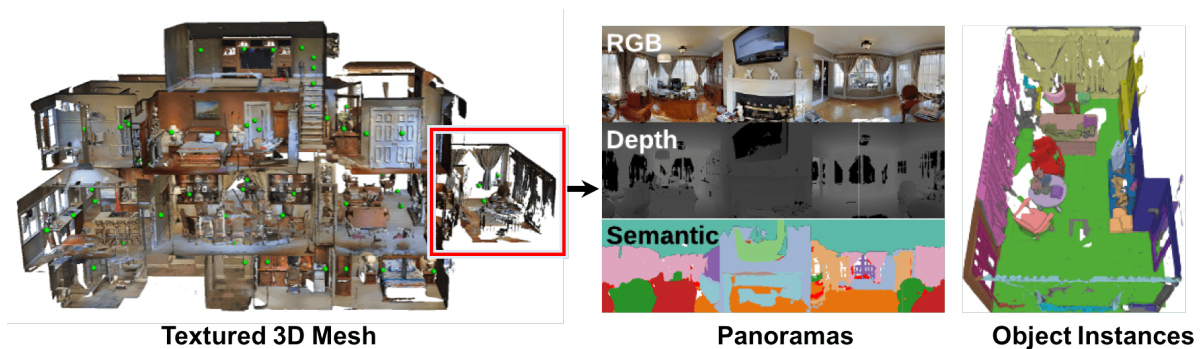 RGB
Depth
Semantic
Textured 3D Mesh
Panoramas
Object Instances